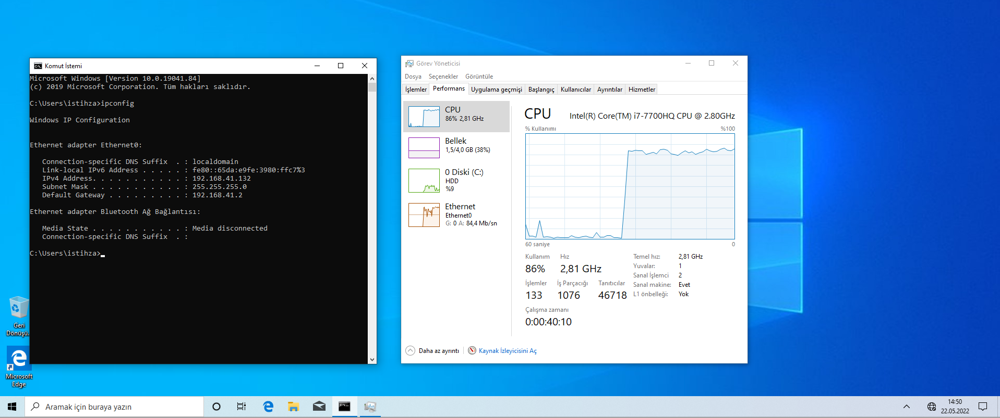 Komut İstemi
Microsoft Windows [Version 10.0.19041.84]
(c) 2019 Microsoft Corporation. Tüm hakları saklıdır.
C:\Users\istihza>ipconfig
Windows IP Configuration
Ethernet adapter Ethernet0:
Connection-specific DNS Suffix  . : localdomain
Link-local IPv6 Address . . . . . : fe80::65da:e9fe:3980:ffc7%3
IPv4 Address. . . . . . . . . . . : 192.168.41.132
Subnet Mask . . . . . . . . . . . : 255.255.255.0
Default Gateway . . . . . . . . . : 192.168.41.2
Ethernet adapter Bluetooth Ağ Bağlantısı:
Media State . . . . . . . . . . . : Media disconnected
Connection-specific DNS Suffix  . :
C:\Users\istihza>
Görev Yöneticisi
Dosya Seçenekler Görüntüle
İşlemler Performans Uygulama geçmişi Başlangıç Kullanıcılar Ayrıntılar Hizmetler
CPU
86% 2,81 GHz
Bellek
1,5/4,0 GB (38%)
0 Diski (C:)
HDD
%9
Ethernet
Ethernet0
G: 0 A: 84,4 Mb/sn
CPU Intel(R) Core(TM) i7-7700HQ CPU @ 2.80GHz
% Kullanımı %100
60 saniye 0
Kullanım Hız
86% 2,81 GHz
İşlemler İş Parçacığı Tanıtıcılar
133 1076 46718
Çalışma zamanı
0:00:40:10
Temel hız: 2,81 GHz
Yuvalar: 1
Sanal İşlemci 2
Sanal makine: Evet
L1 önbelleği: Yok
Daha az ayrıntı Kaynak İzleyicisini Aç
Geri
Dönüşü...
Microsoft
Edge
Aramak için buraya yazın
14:50
22.05.2022